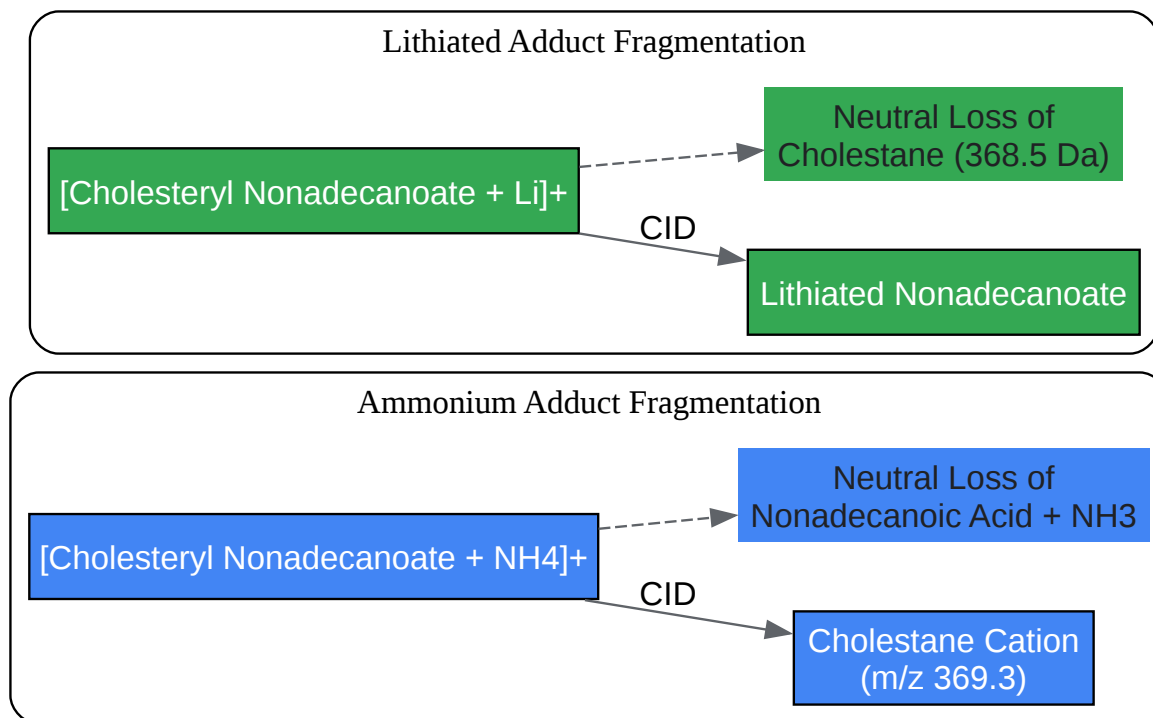 Lithiated Adduct Fragmentation
Neutral Loss of
Cholestane (368.5 Da)
[Cholesteryl Nonadecanoate + Li]+
CID
Lithiated Nonadecanoate
Ammonium Adduct Fragmentation
Neutral Loss of
Nonadecanoic Acid + NH3
[Cholesteryl Nonadecanoate + NH4]+
CID
Cholestane Cation
(m/z 369.3)